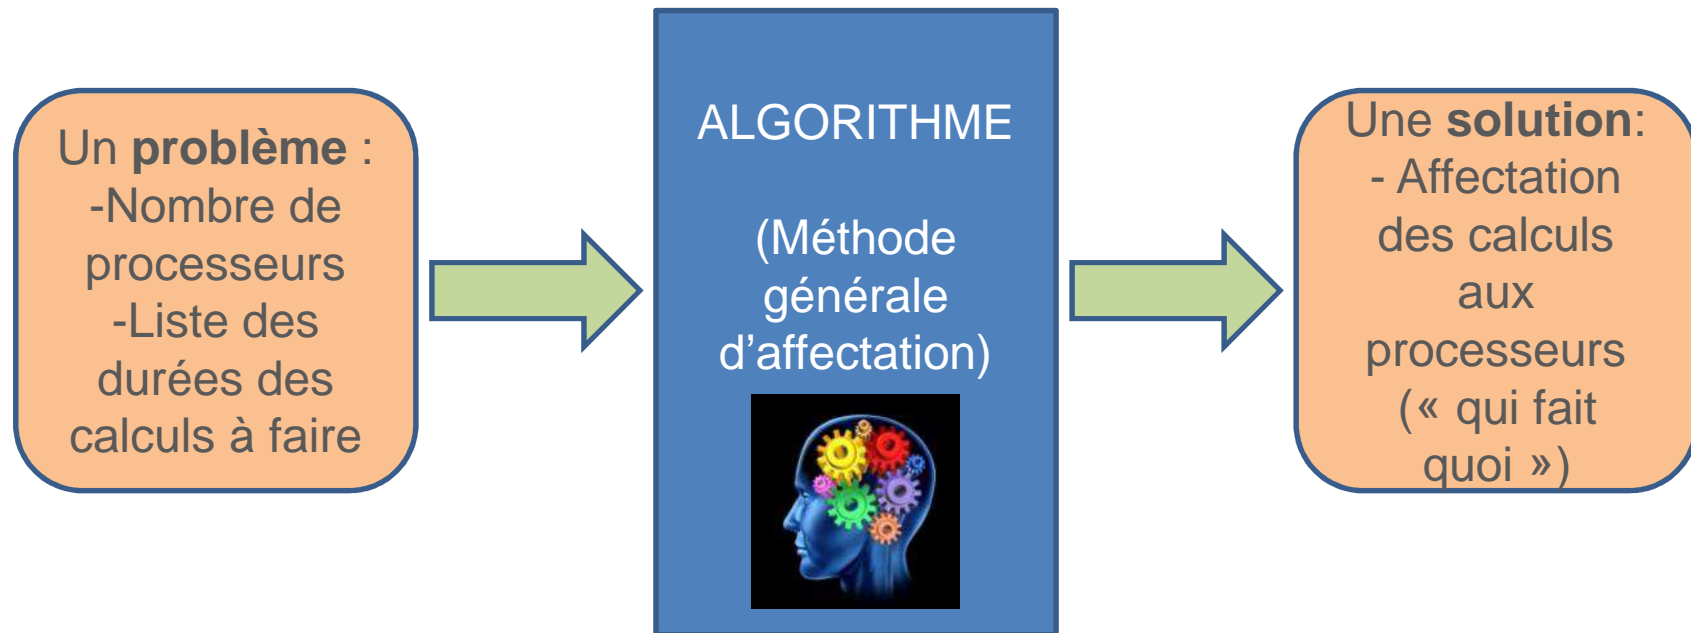 Un problème :
-Nombre de
processeurs
-Liste des
durées des
calculs à faire
ALGORITHME
(Méthode
générale
d’affectation)
Une solution:
- Affectation
des calculs
aux
processeurs
(« qui fait
quoi »)